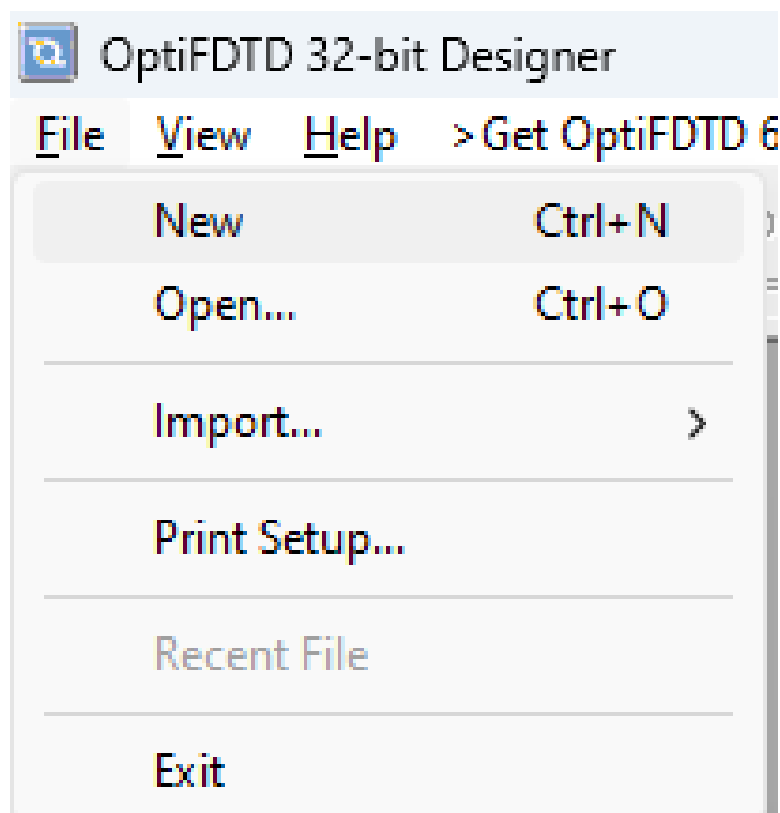 OptiFDTD 32-bit Designer
File View Help >Get OptiFDTD 6
New Ctrl+N
Open... Ctrl+O
Import...
Print Setup...
Recent File
Exit